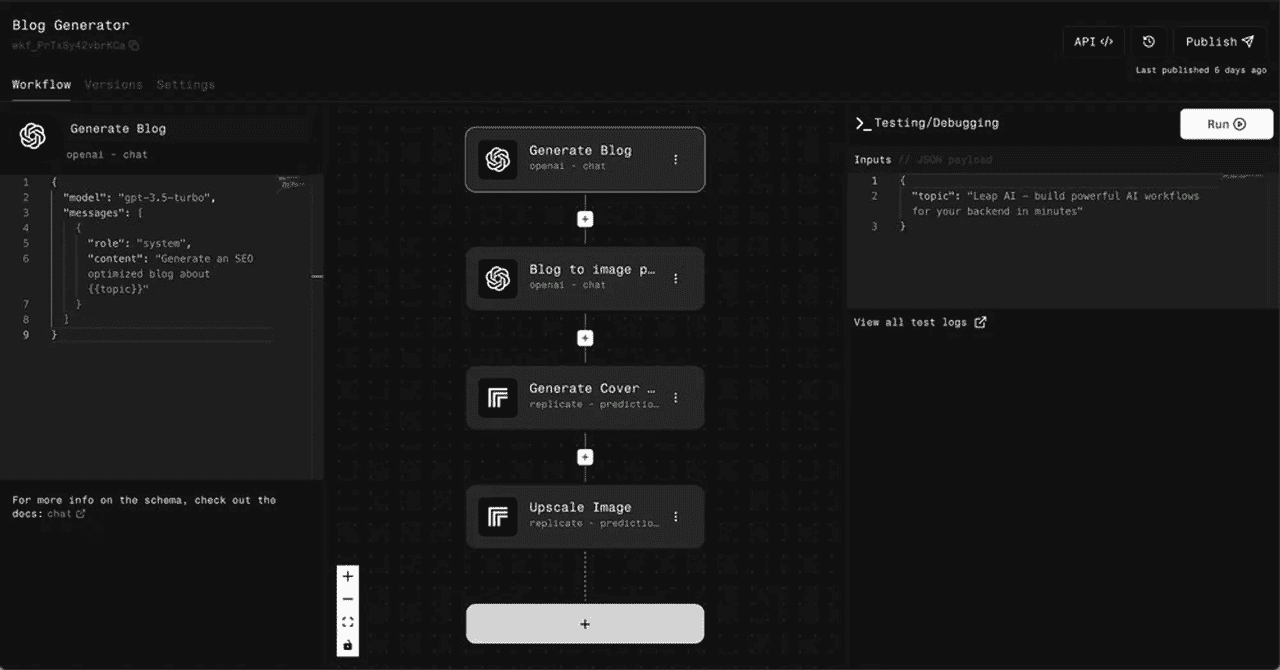 Blog Generator
API </>
Publish
Last published 6 days ago
Workflow Versions Settings
Generate Blog
openai - chat
1 {
2 "model": "gpt-3.5-turbo",
3 "messages": [
4 {
5 "role": "system",
6 "content": "Generate an SEO
optimized blog about
{{topic}}"
7 }
8 ]
9 }
For more info on the schema, check out the
docs: chat
Generate Blog
openai - chat
+
Blog to image p…
openai - chat
+
Generate Cover …
replicate - predictio…
+
Upscale Image
replicate - predictio…
+
>_Testing/Debugging
Run
Inputs // JSON payload
1 {
2 "topic": "Leap AI - build powerful AI workflows
for your backend in minutes"
3 }
View all test logs